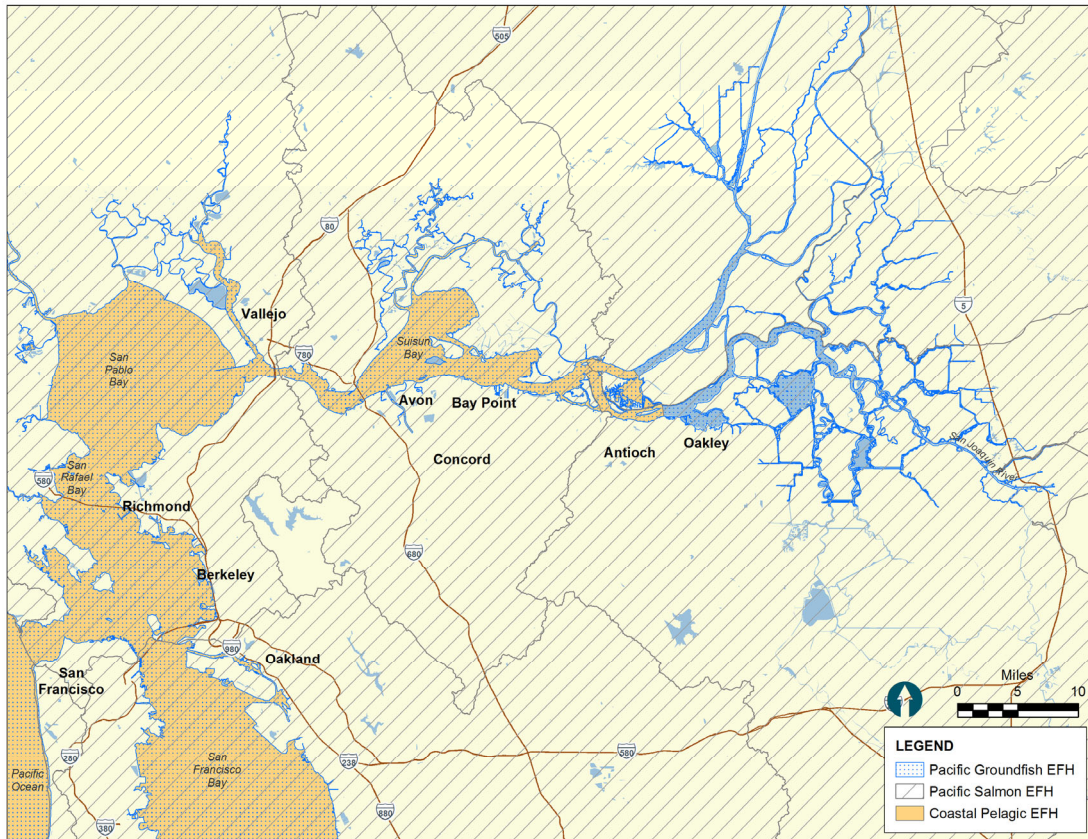 505
80
Vallejo
780
5
San
Pablo
Bay
Suisun
Bay
Avon
Bay Point
Concord
Antioch
Oakley
San Joaquin River
San
Rafael
Bay
580
Richmond
680
Berkeley
980
Oakland
San
Francisco
280
238
580
San
Francisco
Bay
Pacific
Ocean
880
380
Miles
0 5 10
LEGEND
Pacific Groundfish EFH
Pacific Salmon EFH
Coastal Pelagic EFH